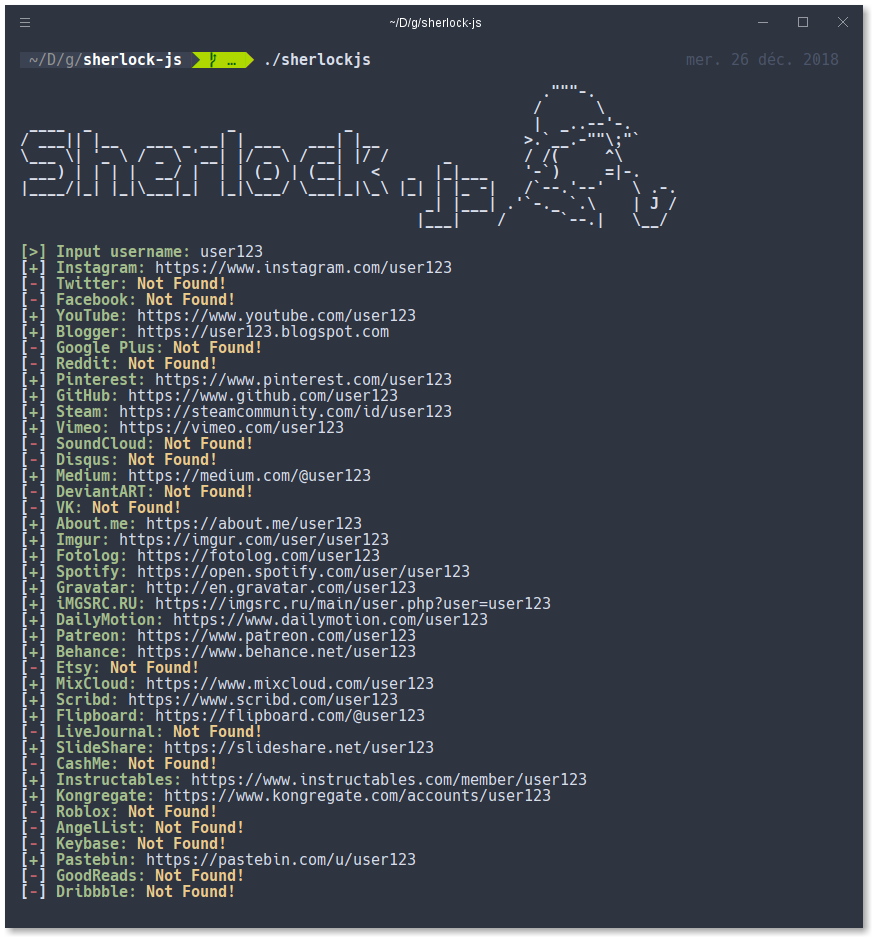 ~/D/g/sherlock-js
~/D/g/sherlock-js … ./sherlockjs mer. 26 déc. 2018
Sherlock .js
[>] Input username: user123
[+] Instagram: https://www.instagram.com/user123
[-] Twitter: Not Found!
[-] Facebook: Not Found!
[+] YouTube: https://www.youtube.com/user123
[+] Blogger: https://user123.blogspot.com
[-] Google Plus: Not Found!
[-] Reddit: Not Found!
[+] Pinterest: https://www.pinterest.com/user123
[+] GitHub: https://www.github.com/user123
[+] Steam: https://steamcommunity.com/id/user123
[+] Vimeo: https://vimeo.com/user123
[-] SoundCloud: Not Found!
[-] Disqus: Not Found!
[+] Medium: https://medium.com/@user123
[-] DeviantART: Not Found!
[-] VK: Not Found!
[+] About.me: https://about.me/user123
[+] Imgur: https://imgur.com/user/user123
[+] Fotolog: https://fotolog.com/user123
[+] Spotify: https://open.spotify.com/user/user123
[+] Gravatar: http://en.gravatar.com/user123
[+] iMGSRC.RU: https://imgsrc.ru/main/user.php?user=user123
[+] DailyMotion: https://www.dailymotion.com/user123
[+] Patreon: https://www.patreon.com/user123
[+] Behance: https://www.behance.net/user123
[-] Etsy: Not Found!
[+] MixCloud: https://www.mixcloud.com/user123
[+] Scribd: https://www.scribd.com/user123
[+] Flipboard: https://flipboard.com/@user123
[-] LiveJournal: Not Found!
[+] SlideShare: https://slideshare.net/user123
[-] CashMe: Not Found!
[+] Instructables: https://www.instructables.com/member/user123
[+] Kongregate: https://www.kongregate.com/accounts/user123
[-] Roblox: Not Found!
[-] AngelList: Not Found!
[-] Keybase: Not Found!
[+] Pastebin: https://pastebin.com/u/user123
[-] GoodReads: Not Found!
[-] Dribbble: Not Found!